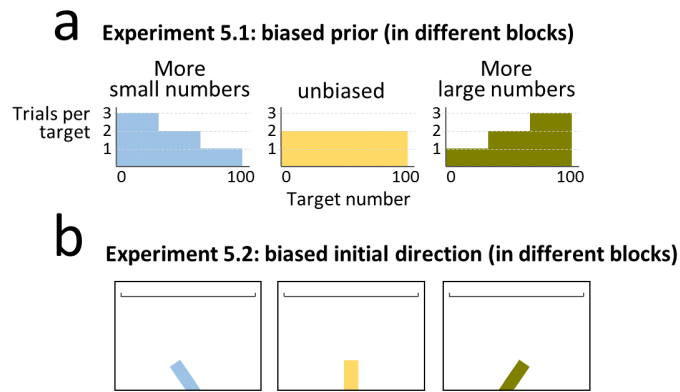 a Experiment 5.1: biased prior (in different blocks)
More
small numbers
unbiased
More
large numbers
Trials per
target
3
2
1
0 100
3
2
1
0 100
3
2
1
0 100
Target number
b Experiment 5.2: biased initial direction (in different blocks)